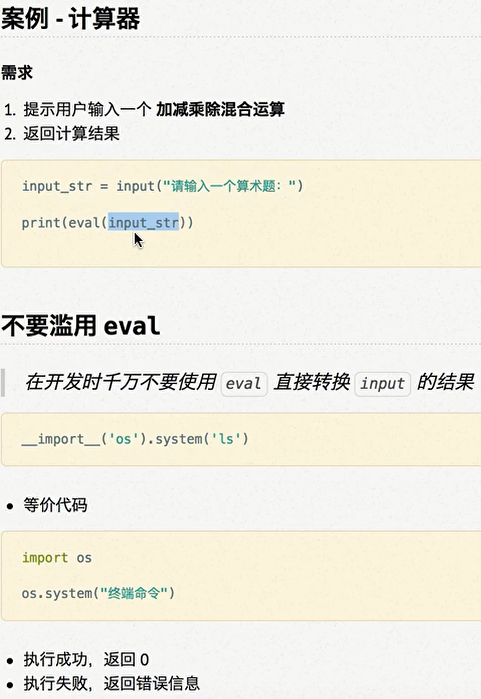 案例 - 计算器
需求
1. 提示用户输入一个 加减乘除混合运算
2. 返回计算结果
input_str = input("请输入一个算术题：")
print(eval(input_str))
不要滥用 eval
在开发时千万不要使用 eval 直接转换 input 的结果
__import__('os').system('ls')
• 等价代码
import os
os.system("终端命令")
• 执行成功，返回 0
• 执行失败，返回错误信息